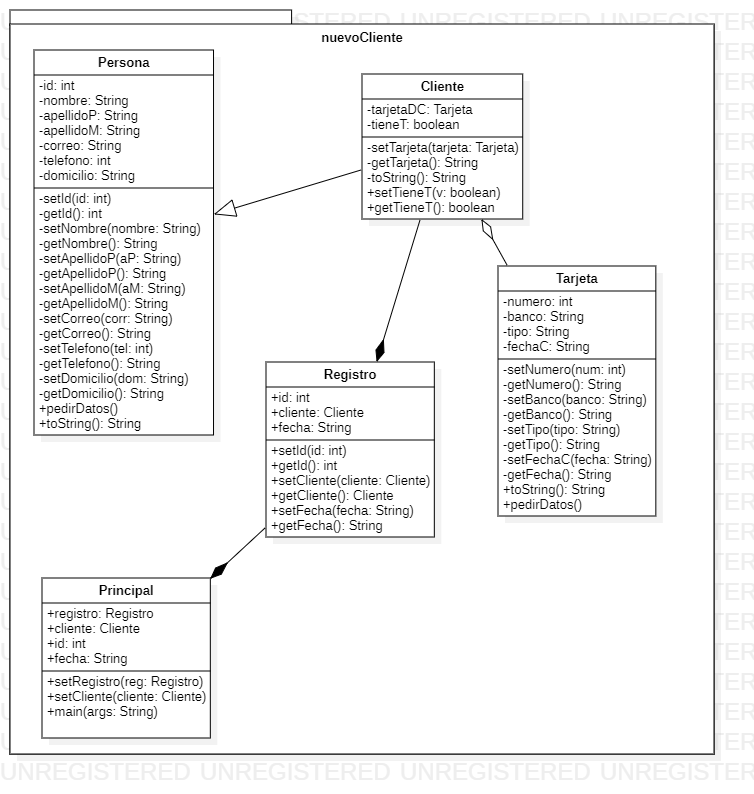 nuevoCliente
Persona
-id: int
-nombre: String
-apellidoP: String
-apellidoM: String
-correo: String
-telefono: int
-domicilio: String
-setId(id: int)
-getId(): int
-setNombre(nombre: String)
-getNombre(): String
-setApellidoP(aP: String)
-getApellidoP(): String
-setApellidoM(aM: String)
-getApellidoM(): String
-setCorreo(corr: String)
-getCorreo(): String
-setTelefono(tel: int)
-getTelefono(): String
-setDomicilio(dom: String)
-getDomicilio(): String
+pedirDatos()
+toString(): String
Cliente
-tarjetaDC: Tarjeta
-tieneT: boolean
-setTarjeta(tarjeta: Tarjeta)
-getTarjeta(): String
-toString(): String
+setTieneT(v: boolean)
+getTieneT(): boolean
Tarjeta
-numero: int
-banco: String
-tipo: String
-fechaC: String
-setNumero(num: int)
-getNumero(): String
-setBanco(banco: String)
-getBanco(): String
-setTipo(tipo: String)
-getTipo(): String
-setFechaC(fecha: String)
-getFecha(): String
+toString(): String
+pedirDatos()
Registro
+id: int
+cliente: Cliente
+fecha: String
+setId(id: int)
+getId(): int
+setCliente(cliente: Cliente)
+getCliente(): Cliente
+setFecha(fecha: String)
+getFecha(): String
Principal
+registro: Registro
+cliente: Cliente
+id: int
+fecha: String
+setRegistro(reg: Registro)
+setCliente(cliente: Cliente)
+main(args: String)
UNREGISTERED UNREGISTERED UNREGISTERED UNREGISTERED